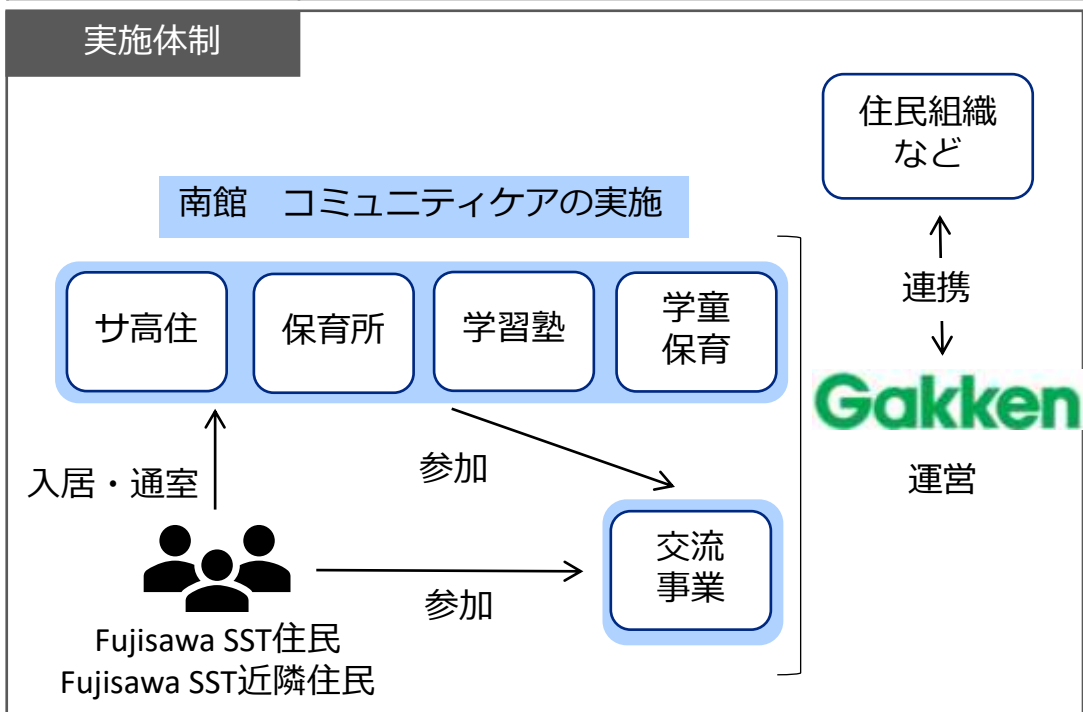 実施体制
住民組織
など
南館　コミュニティケアの実施
サ高住
保育所
学習塾
学童
保育
連携
Gakken
運営
入居・通室
参加
交流
事業
参加
Fujisawa SST住民
Fujisawa SST近隣住民